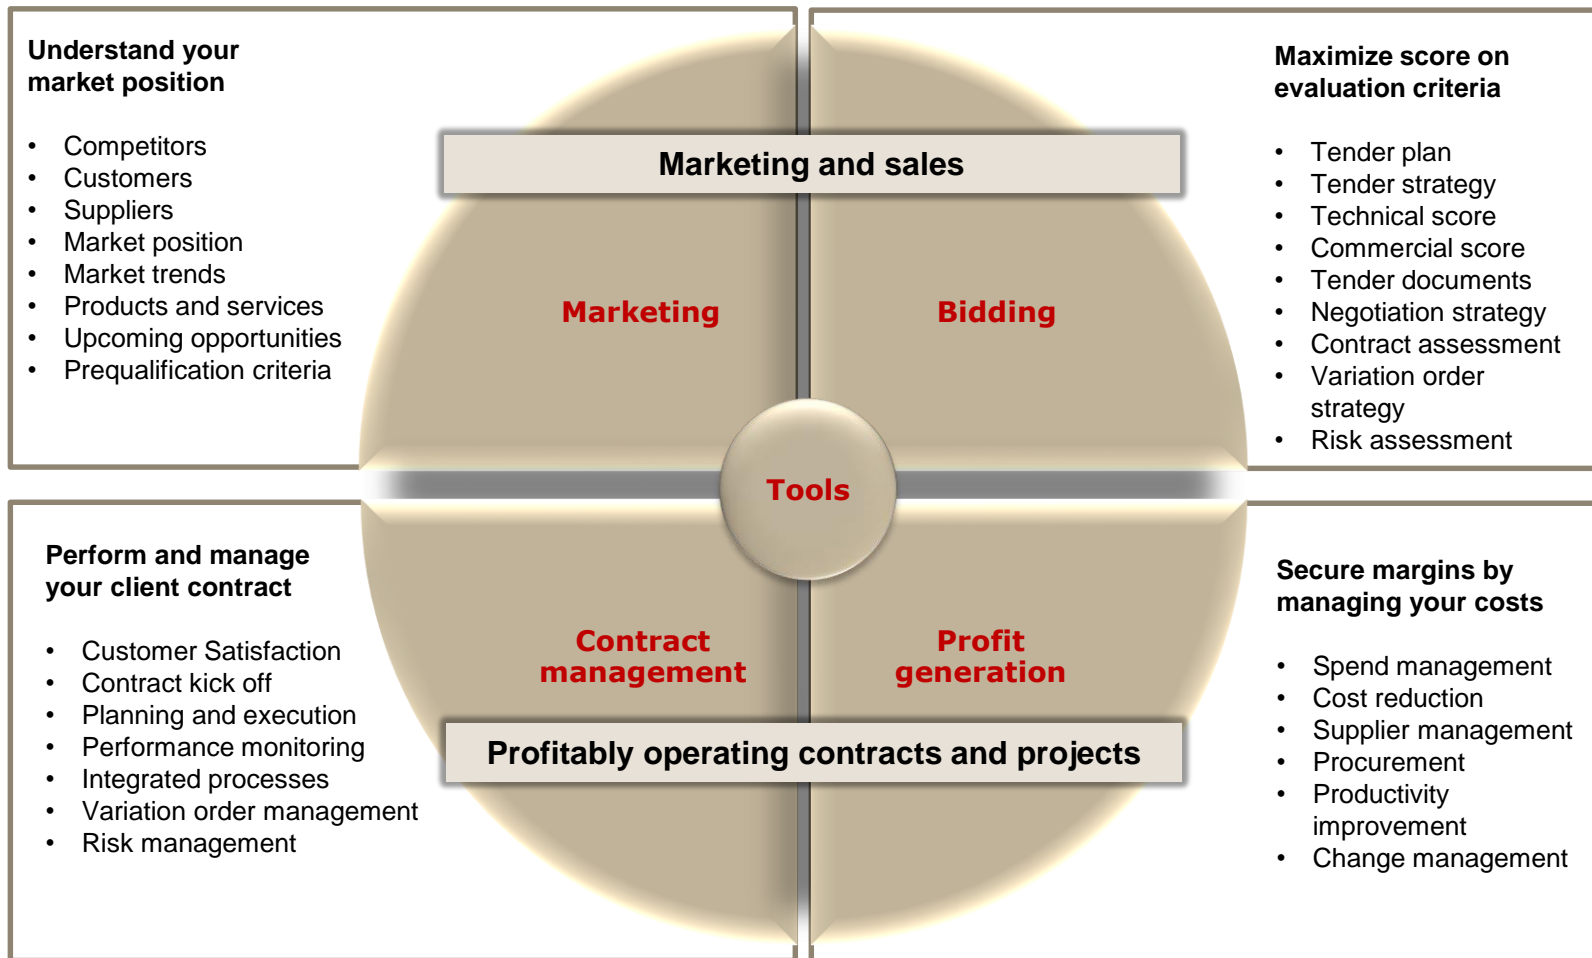 Understand your
market position
• Competitors
• Customers
• Suppliers
• Market position
• Market trends
• Products and services
• Upcoming opportunities
• Prequalification criteria
Maximize score on
evaluation criteria
• Tender plan
• Tender strategy
• Technical score
• Commercial score
• Tender documents
• Negotiation strategy
• Contract assessment
• Variation order
strategy
• Risk assessment
Marketing and sales
Marketing
Bidding
Tools
Contract
management
Profit
generation
Profitably operating contracts and projects
Perform and manage
your client contract
• Customer Satisfaction
• Contract kick off
• Planning and execution
• Performance monitoring
• Integrated processes
• Variation order management
• Risk management
Secure margins by
managing your costs
• Spend management
• Cost reduction
• Supplier management
• Procurement
• Productivity
improvement
• Change management